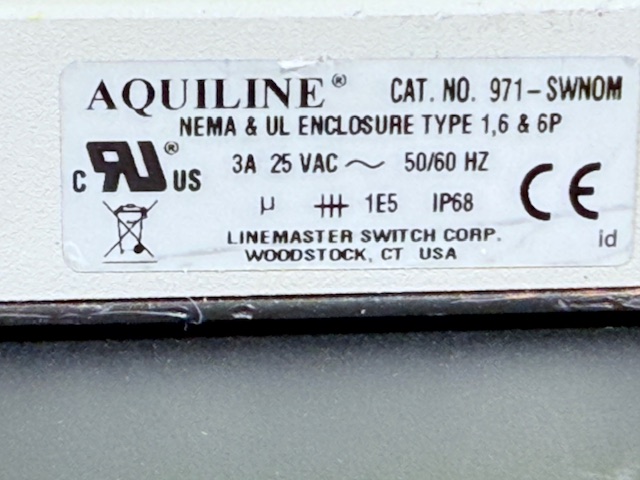 AQUILINE® CAT. NO. 971-SWNOM
NEMA & UL ENCLOSURE TYPE 1,6 & 6P
C RU® US 3A 25 VAC ~ 50/60 HZ
µ 1E5 IP68 CE
LINEMASTER SWITCH CORP. id
WOODSTOCK, CT USA